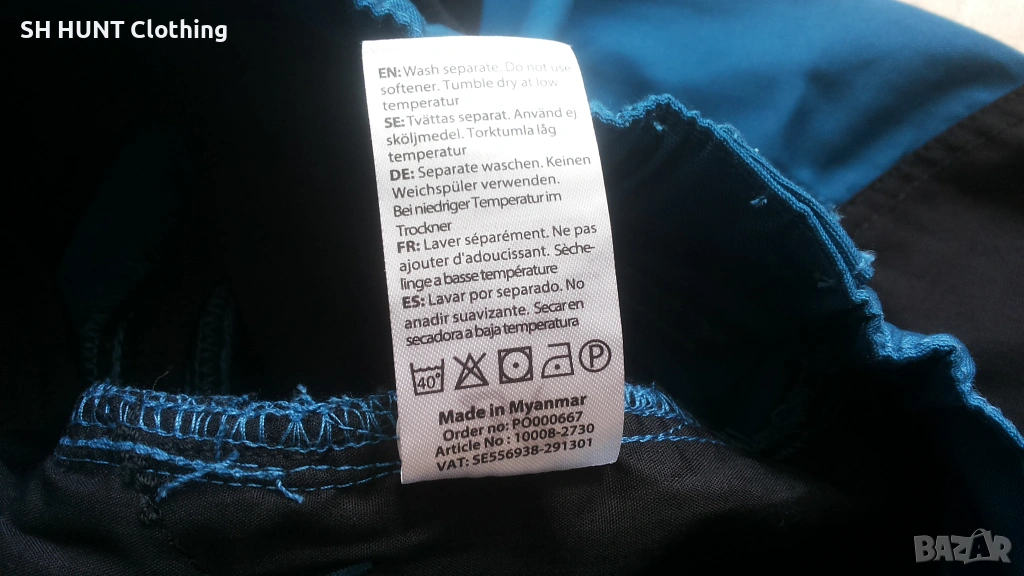 SH HUNT Clothing
EN: Wash separate. Do not use
softener. Tumble dry at low
temperatur
SE: Tvättas separat. Använd ej
sköljmedel. Torktumla låg
temperatur
DE: Separate waschen. Keinen
Weichspüler verwenden.
Bei niedriger Temperatur im
Trockner
FR: Laver séparément. Ne pas
ajouter d'adoucissant. Sèche-
linge a basse température
ES: Lavar por separado. No
anadir suavizante. Secar en
secadora a baja temperatura
40° P
Made in Myanmar
Order no: PO000667
Article No : 10008-2730
VAT: SE556938-291301
BAZAR